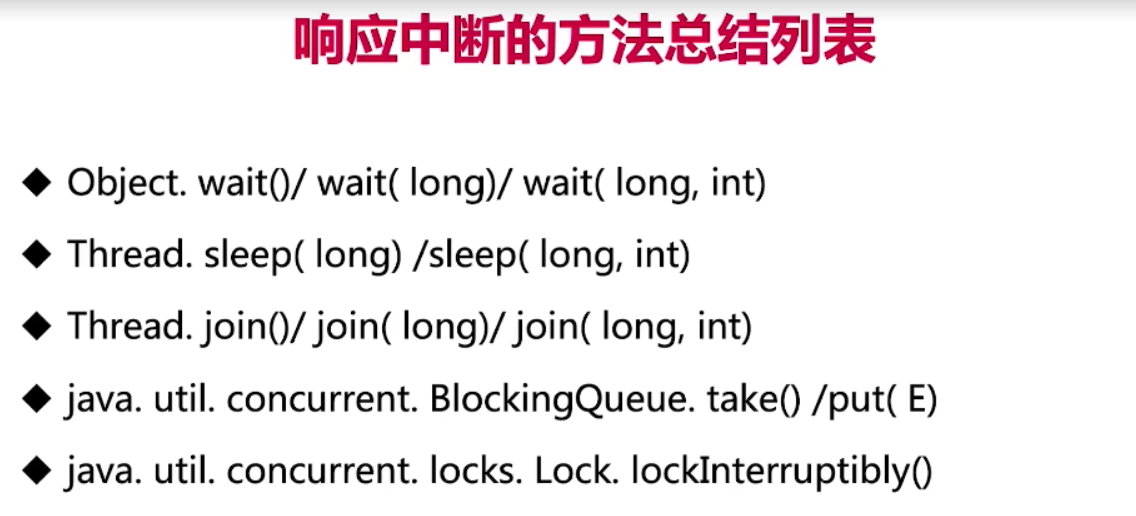 响应中断的方法总结列表
◆ Object. wait()/ wait( long)/ wait( long, int)
◆ Thread. sleep( long) /sleep( long, int)
◆ Thread. join()/ join( long)/ join( long, int)
◆ java. util. concurrent. BlockingQueue. take() /put( E)
◆ java. util. concurrent. locks. Lock. lockInterruptibly()